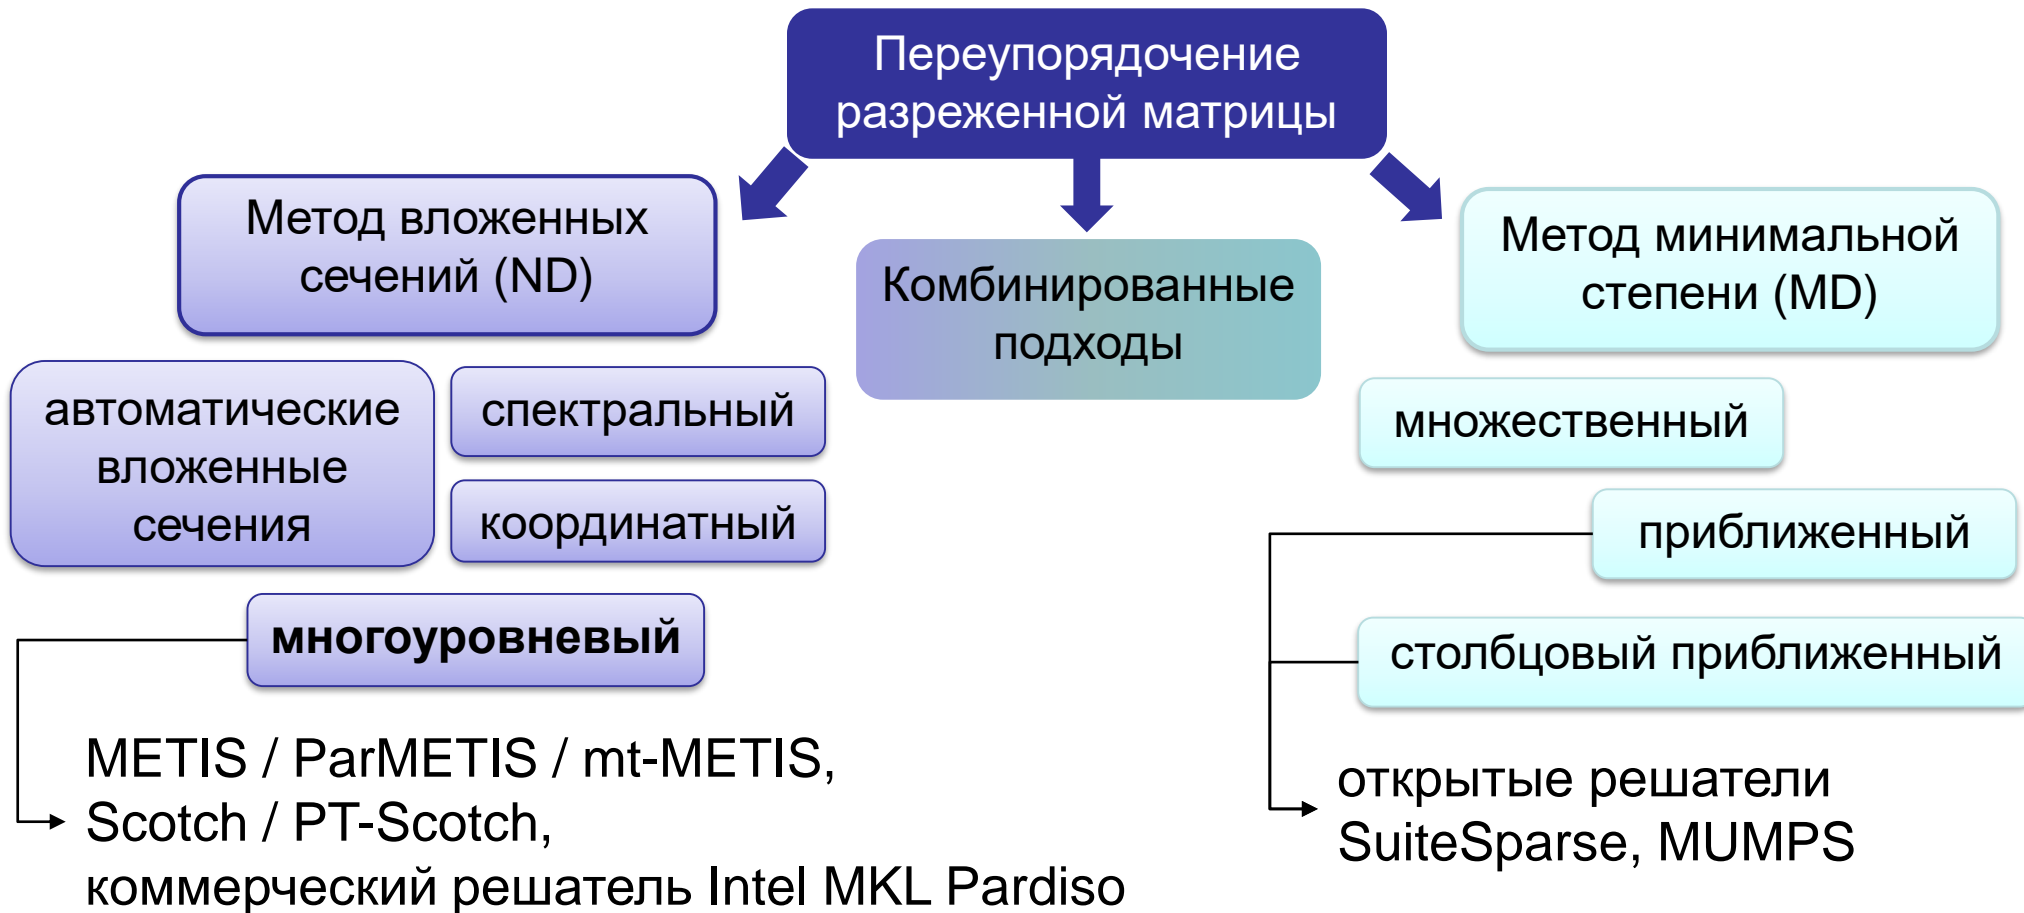 Переупорядочение
разреженной матрицы
Метод вложенных
сечений (ND)
Комбинированные
подходы
Метод минимальной
степени (MD)
автоматические
вложенные
сечения
спектральный
координатный
многоуровневый
METIS / ParMETIS / mt-METIS,
Scotch / PT-Scotch,
коммерческий решатель Intel MKL Pardiso
множественный
приближенный
столбцовый приближенный
открытые решатели
SuiteSparse, MUMPS